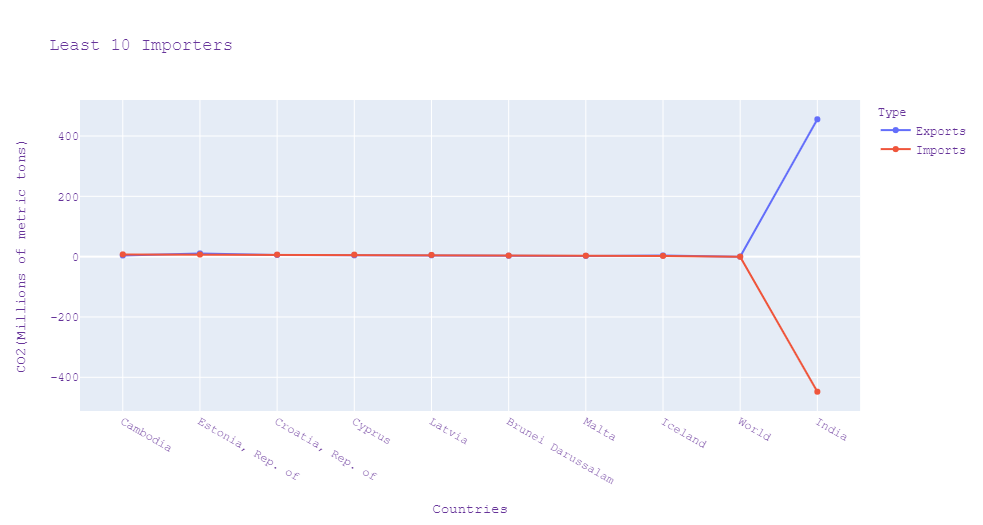 Least 10 Importers
Type
Exports
Imports
CO2(Millions of metric tons)
400
200
0
−200
−400
Cambodia
Estonia, Rep. of
Croatia, Rep. of
Cyprus
Latvia
Brunei Darussalam
Malta
Iceland
World
India
Countries